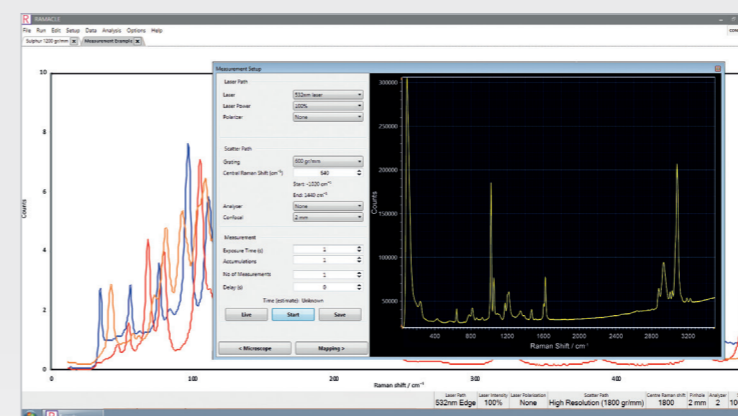 R RAMACLE
File Run Edit Setup Data Analysis Options Help
Sulphur 1200 gr/mm Measurement Example
Measurement Setup
Laser Path
Laser 532nm laser
Laser Power 100%
Polarizer None
Scatter Path
Grating 600 gr/mm
Central Raman Shift (cm⁻¹) 540
Start: -1020 cm⁻¹
End: 1440 cm⁻¹
Analyser None
Confocal 2 mm
Measurement
Exposure Time (s) 1
Accumulations 1
No of Measurements 1
Delay (s) 0
Time (estimate): Unknown
Live Start Save
< Microscope Mapping >
Counts
300000
250000
200000
150000
100000
50000
400 800 1200 1600 2000 2400 2800 3200
Raman Shift / cm⁻¹
10
8
6
4
2
0
Counts
0 100 200 300 400
Raman shift / cm⁻¹
Laser Path Laser Intensity Laser Polarisation Scatter Path Centre Raman shift Pinhole Analyser
532nm Edge 100% None High Resolution (1800 gr/mm) 1800 2 mm 2 10